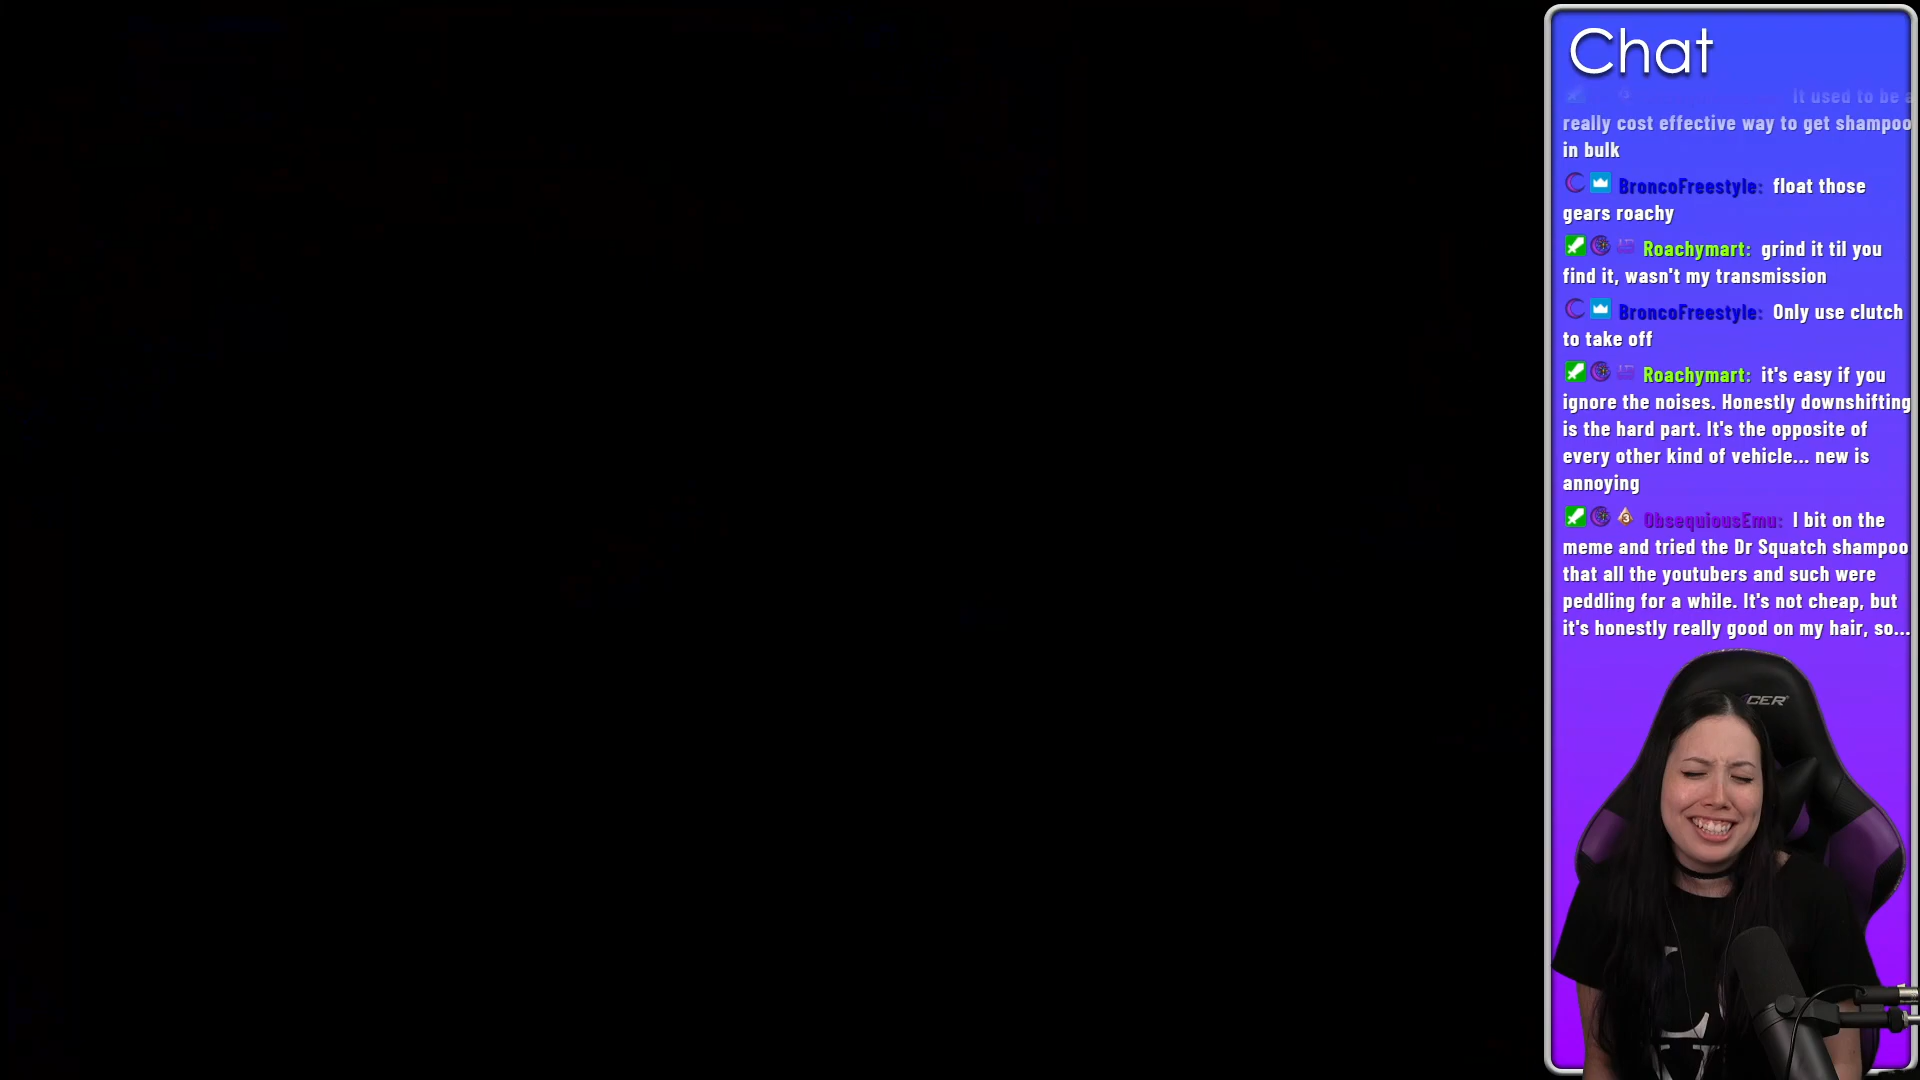 Chat
It used to be a
really cost effective way to get shampoo
in bulk
BroncoFreestyle: float those
gears roachy
Roachymart: grind it til you
find it, wasn't my transmission
BroncoFreestyle: Only use clutch
to take off
Roachymart: it's easy if you
ignore the noises. Honestly downshifting
is the hard part. It's the opposite of
every other kind of vehicle... new is
annoying
ObsequiousEmu: I bit on the
meme and tried the Dr Squatch shampoo
that all the youtubers and such were
peddling for a while. It's not cheap, but
it's honestly really good on my hair, so...
CER